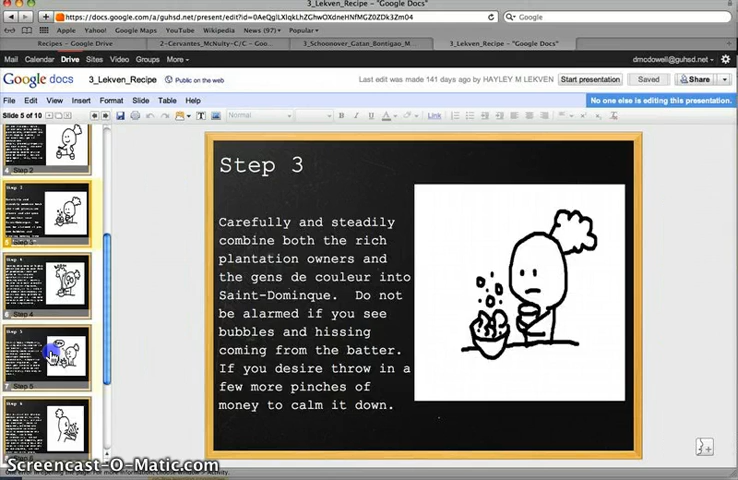 3_Lekven_Recipe - "Google Docs"
https://docs.google.com/a/guhsd.net/present/edit?id=0AeQglLXlqkLhZGhwOXdneHNfMGZ0ZDk3Zm04
Google
Apple Yahoo! Google Maps YouTube Wikipedia News (197) Popular
Recipes - Google Drive
2-Cervantes_McNulty-C/C - Goo...
3_Schoonover_Gatan_Bontigao_M...
3_Lekven_Recipe - "Google Docs"
Mail Calendar Drive Sites Groups More
dmcdowell@guhsd.net
Google docs
3_Lekven_Recipe
Public on the web
Last edit was made 141 days ago by HAYLEY M LEKVEN
Start presentation
Saved
Share
File Edit View Insert Format Slide Table Help
No one else is editing this presentation.
Slide 5 of 10
Normal
B I U
Link
4 Step 2
5
6 Step 4
7 Step 5
Step 3
Carefully and steadily
combine both the rich
plantation owners and
the gens de couleur into
Saint-Dominque. Do not
be alarmed if you see
bubbles and hissing
coming from the batter.
If you desire throw in a
few more pinches of
money to calm it down.
Screencast-O-Matic.com